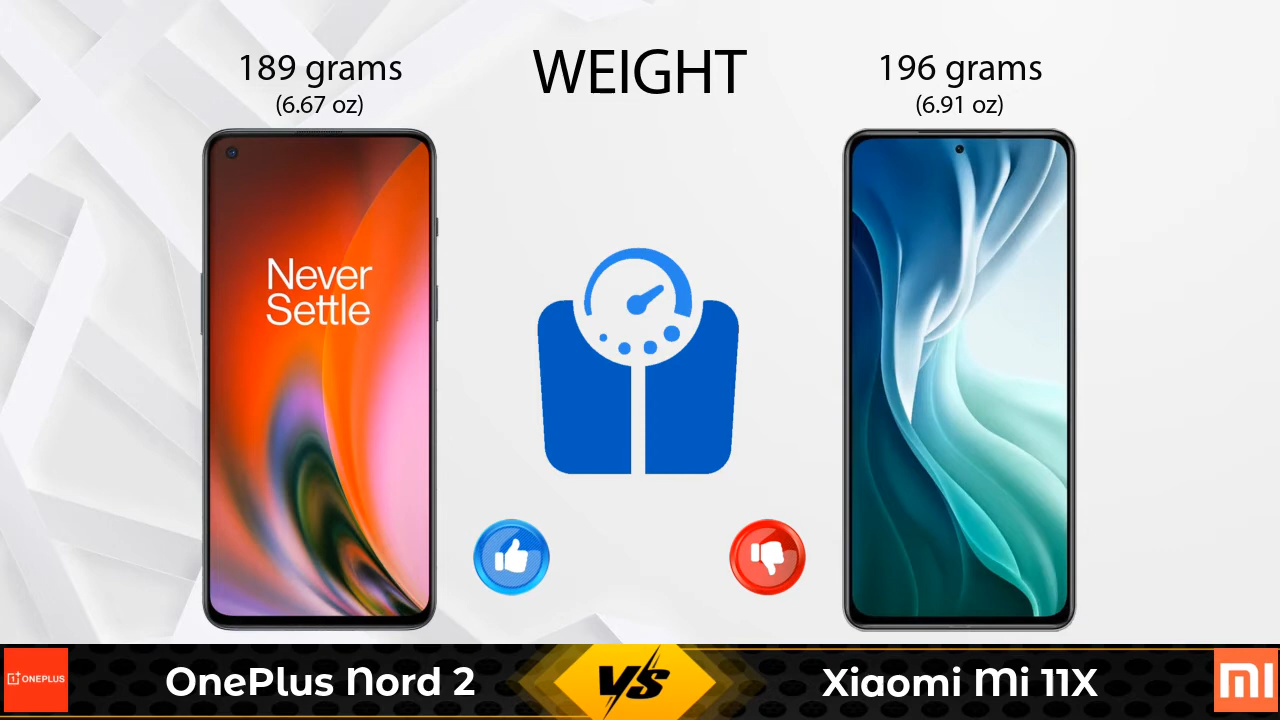 WEIGHT
189 grams
(6.67 oz)
196 grams
(6.91 oz)
Never
Settle
ONEPLUS
OnePlus Nord 2
VS
Xiaomi Mi 11X
MI